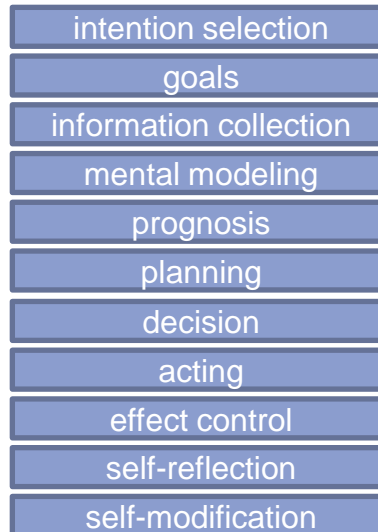 intention selection
goals
information collection
mental modeling
prognosis
planning
decision
acting
effect control
self-reflection
self-modification